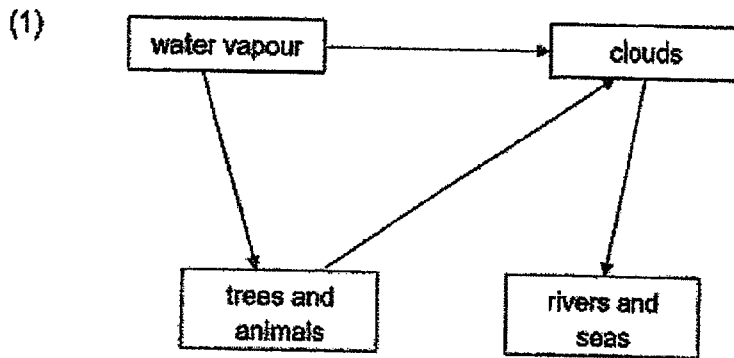 (1)
water vapour
clouds
trees and
animals
rivers and
seas